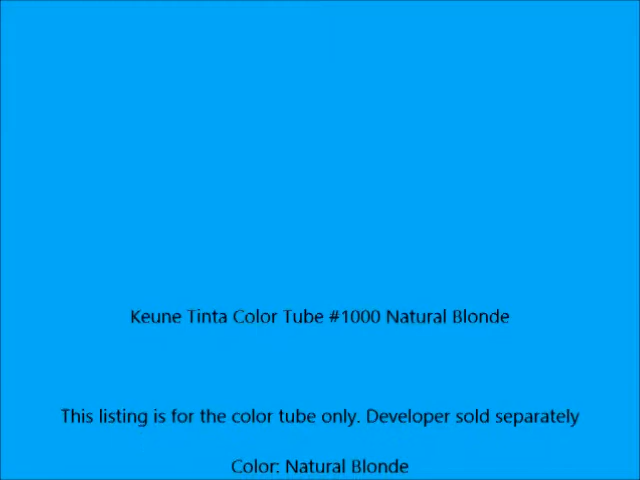 Keune Tinta Color Tube #1000 Natural Blonde
This listing is for the color tube only. Developer sold separately
Color: Natural Blonde